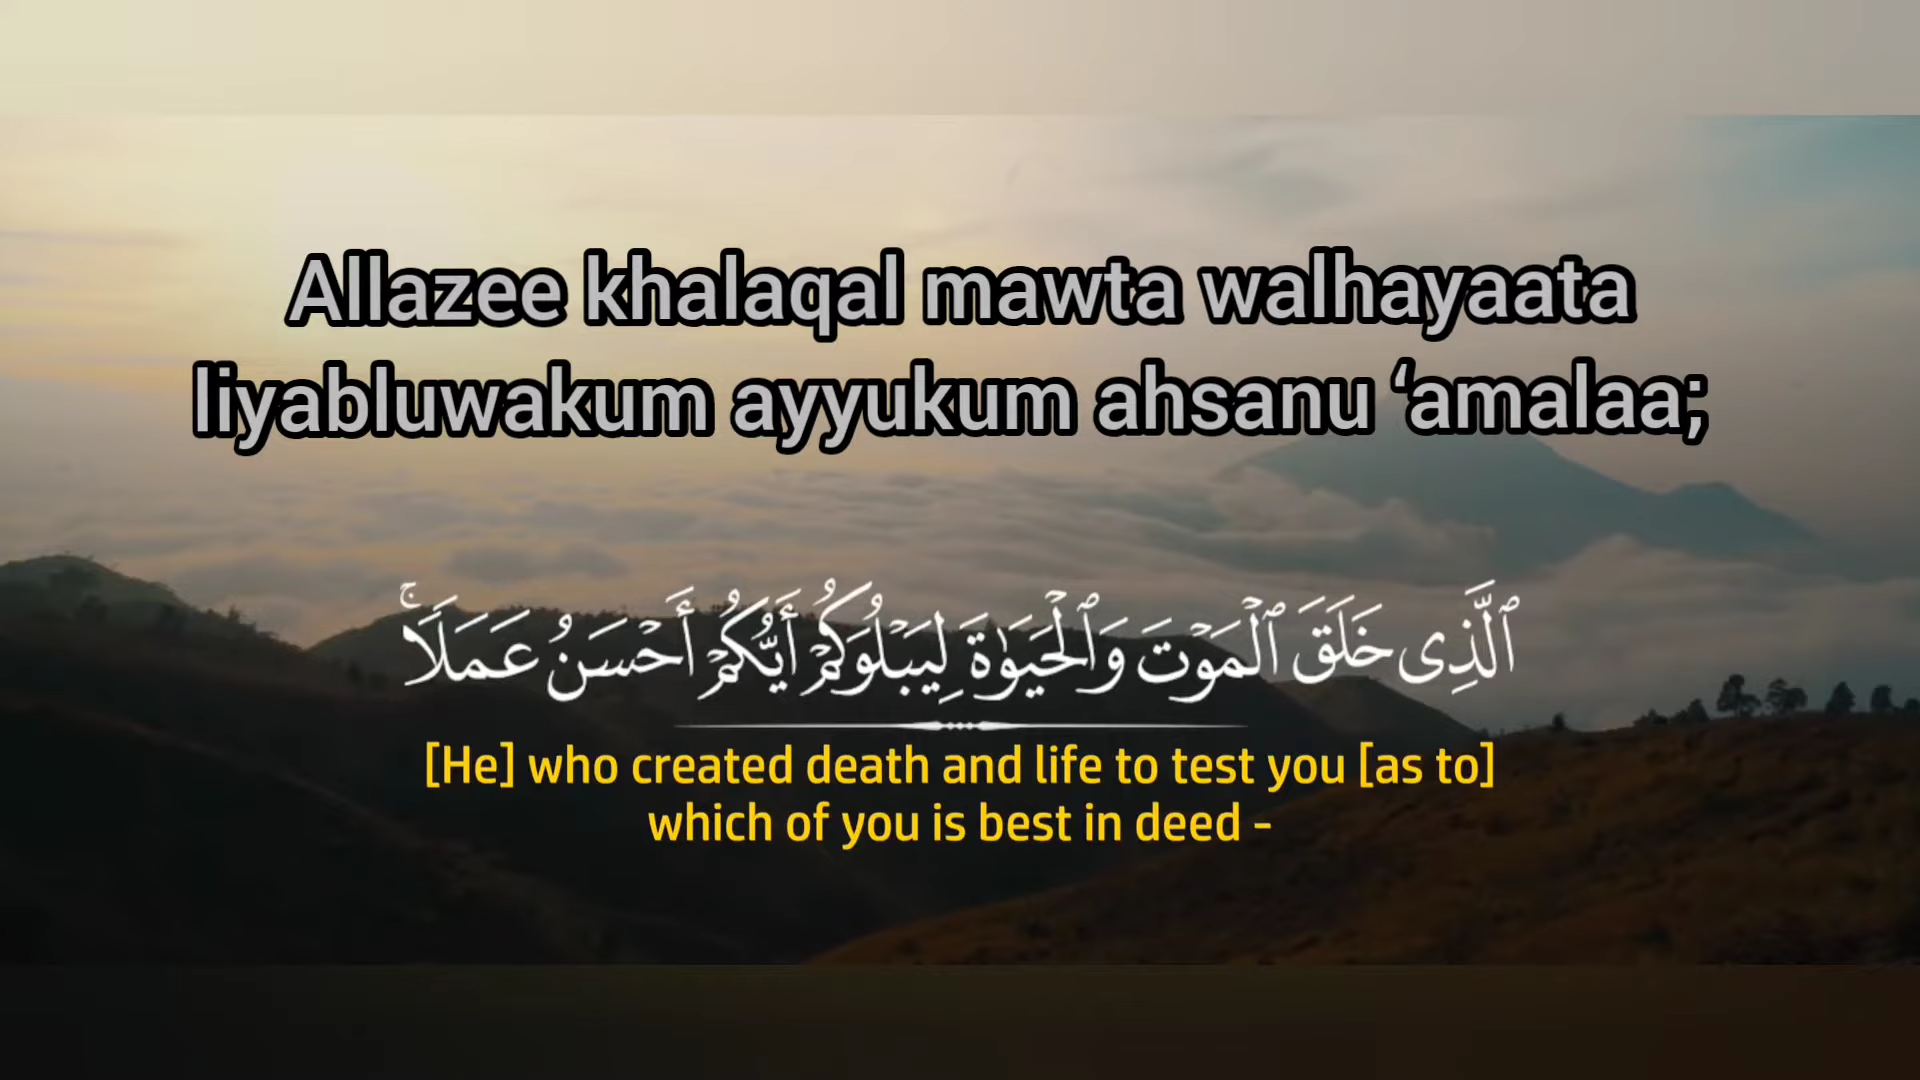 Allazee khalaqal mawta walhayaata
liyabluwakum ayyukum ahsanu ‘amalaa;
ٱلَّذِى خَلَقَ ٱلْمَوْتَ وَٱلْحَيَوٰةَ لِيَبْلُوَكُمْ أَيُّكُمْ أَحْسَنُ عَمَلًاۚ
[He] who created death and life to test you [as to]
which of you is best in deed -